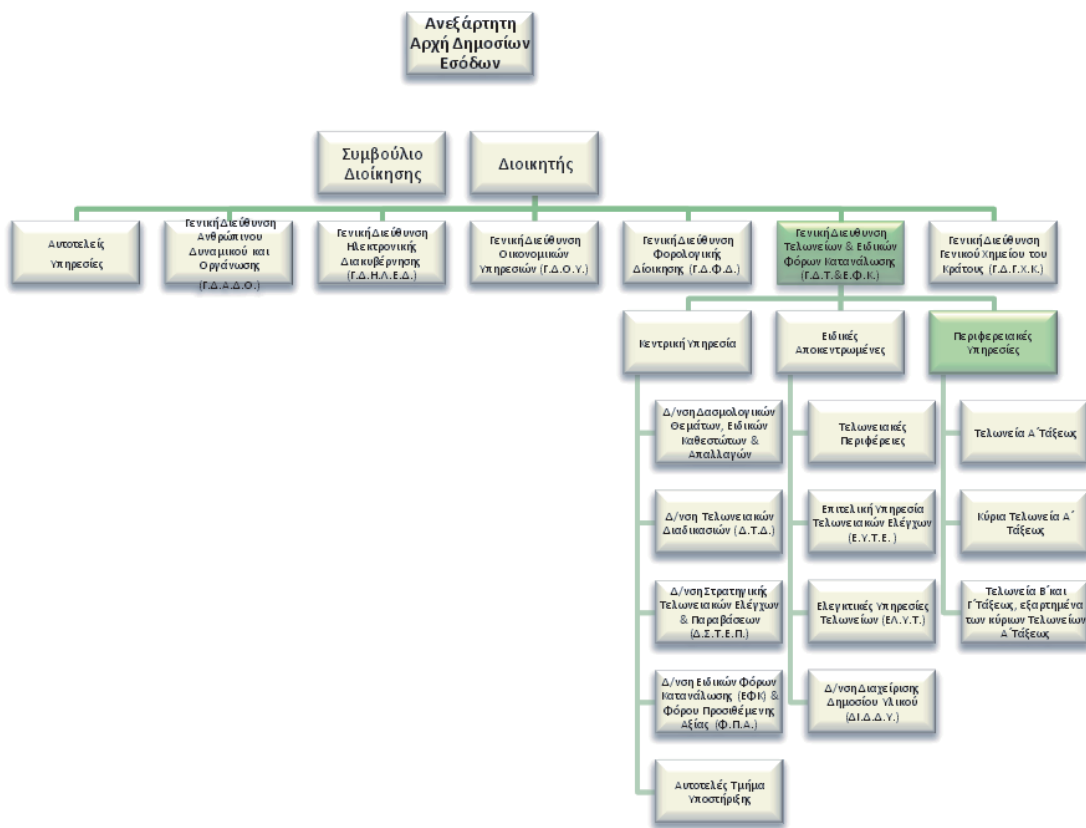 Ανεξάρτητη
Αρχή Δημοσίων
Εσόδων
Συμβούλιο
Διοίκησης
Διοικητής
Αυτοτελείς
Υπηρεσίες
Γενική Διεύθυνση
Ανθρώπινου
Δυναμικού και
Οργάνωσης
(Γ.Δ.Α.Δ.Ο.)
Γενική Διεύθυνση
Ηλεκτρονικής
Διακυβέρνησης
(Γ.Δ.Η.Λ.Ε.Δ.)
Γενική Διεύθυνση
Οικονομικών
Υπηρεσιών (Γ.Δ.Ο.Υ.)
Γενική Διεύθυνση
Φορολογικής
Δίοικησης (Γ.Δ.Φ.Δ.)
Γενική Διευθυνση
Τελωνείων & Ειδικών
Φόρων Κατανάλωσης
(Γ.Δ.Τ.&Ε.Φ.Κ.)
Γενική Διεύθυνση
Γενικού Χημείου του
Κράτους (Γ.Δ.Γ.Χ.Κ.)
Κεντρική Υπηρεσία
Ειδικές
Αποκεντρωμένες
Περιφερειακές
Υπηρεσίες
Δ/νση Δασμολογικών
Θεμάτων, Ειδικών
Καθεστώτων &
Απαλλαγών
Δ/νση Τελωνειακών
Διαδικασιών (Δ.Τ.Δ.)
Δ/νση Στρατηγικής
Τελωνειακών Ελέγχων
& Παραβάσεων
(Δ.Σ.Τ.Ε.Π.)
Δ/νση Ειδικών Φόρων
Κατανάλωσης (ΕΦΚ) &
Φόρου Προσιθέμενης
Αξίας (Φ.Π.Α.)
Αυτοτελές Τμήμα
Υποστήριξης
Τελωνειακές
Περιφέρειες
Επιτελική Υπηρεσία
Τελωνειακών Ελέγχων
(Ε.Υ.Τ.Ε. )
Ελεγκτικές Υπηρεσίες
Τελωνείων (ΕΛ.Υ.Τ.)
Δ/νση Διαχείρισης
Δημοσίου Υλικού
(ΔΙ.Δ.Δ.Υ.)
Τελωνεία Α΄Τάξεως
Κύρια Τελωνεία Α΄
Τάξεως
Τελωνεία Β΄και
Γ΄Τάξεως, εξαρτημένα
των κύριων Τελωνείων
Α΄Τάξεως